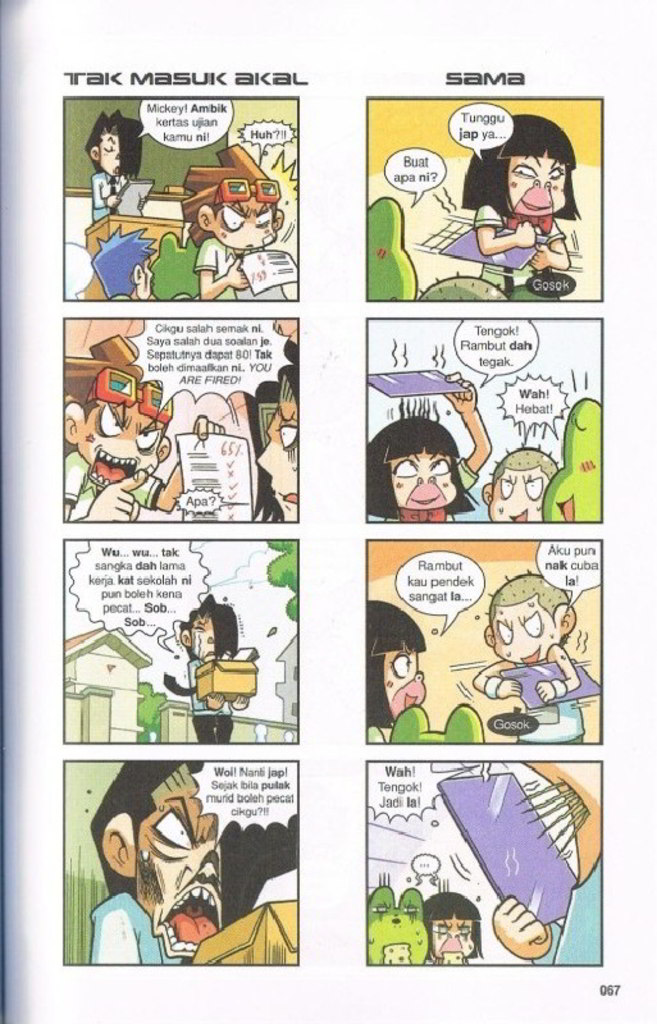 TAK MASUK AKAL
Mickey! Ambik
kertas ujian
kamu ni!
Huh?!!
Cikgu salah semak ni.
Saya salah dua soalan je.
Sepatutnya dapat 80! Tak
boleh dimaalkan ni. YOU
ARE FIRED!
65%
Apa?
Wu... wu... tak
sangka dah lama
kerja kat sekolah ni
pun boleh kena
pecat... Sob...
Sob...
Woi! Nanti jap!
Sejak bila pulak
murid boleh pecat
cikgu?!!
SAMA
Tunggu
jap ya...
Buat
apa ni?
Gosok
Tengok!
Rambut dah
tegak.
Wah!
Hebat!
Rambut
kau pendek
sangat la...
Aku pun
nak cuba
la!
Gosok
Wah!
Tengok!
Jadi la!
...
067